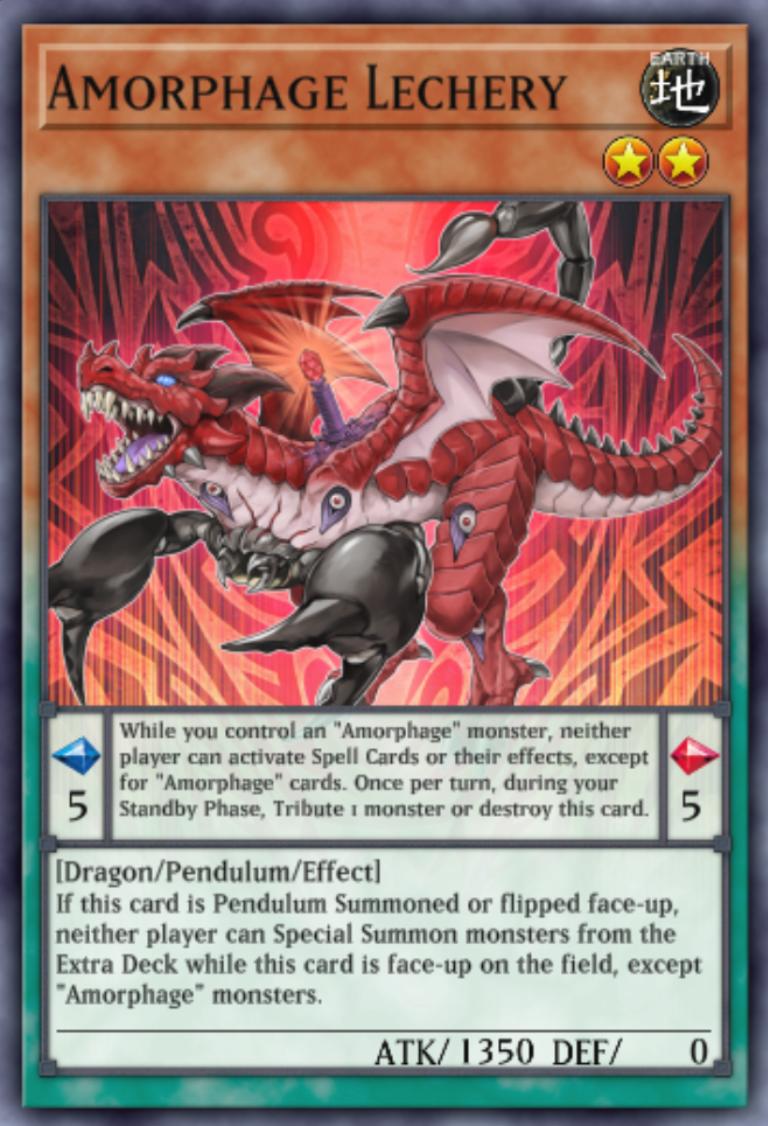 AMORPHAGE LECHERY
EARTH
地
While you control an "Amorphage" monster, neither
player can activate Spell Cards or their effects, except
for "Amorphage" cards. Once per turn, during your
Standby Phase, Tribute 1 monster or destroy this card.
5
5
[Dragon/Pendulum/Effect]
If this card is Pendulum Summoned or flipped face-up,
neither player can Special Summon monsters from the
Extra Deck while this card is face-up on the field, except
"Amorphage" monsters.
ATK/ 1350 DEF/ 0